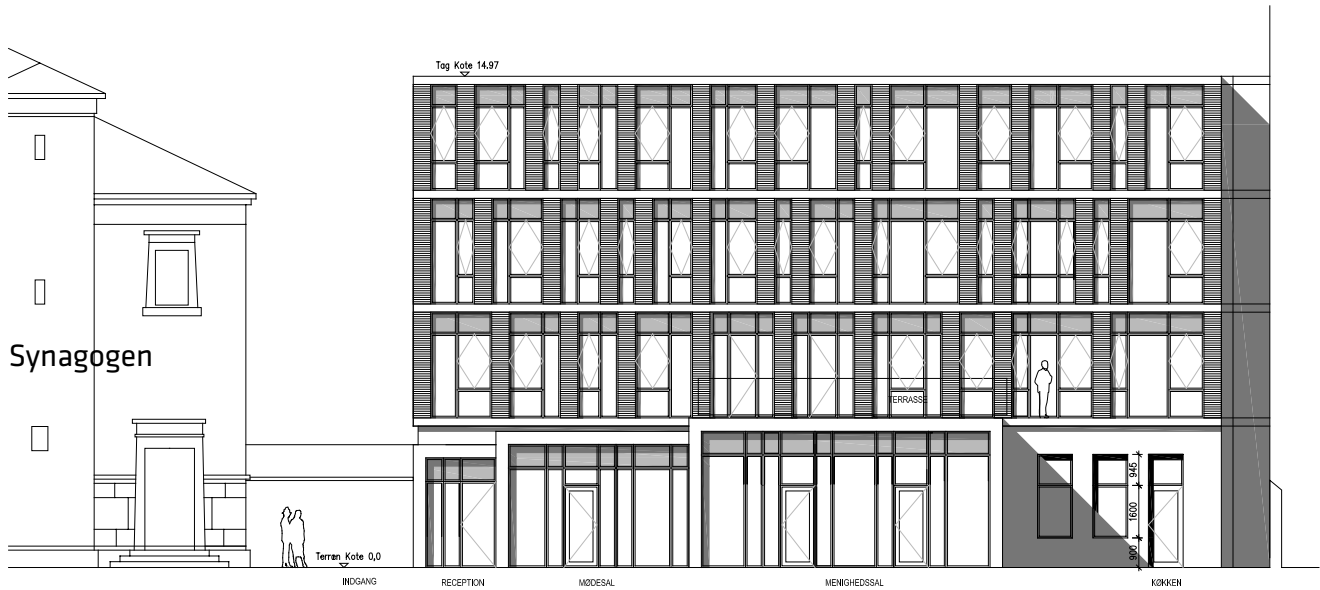 Tag Kote 14.97
Synagogen
TERRASSE
945
1600
900
Terræn Kote 0,0
INDGANG
RECEPTION
MØDESAL
MENIGHEDSSAL
KØKKEN